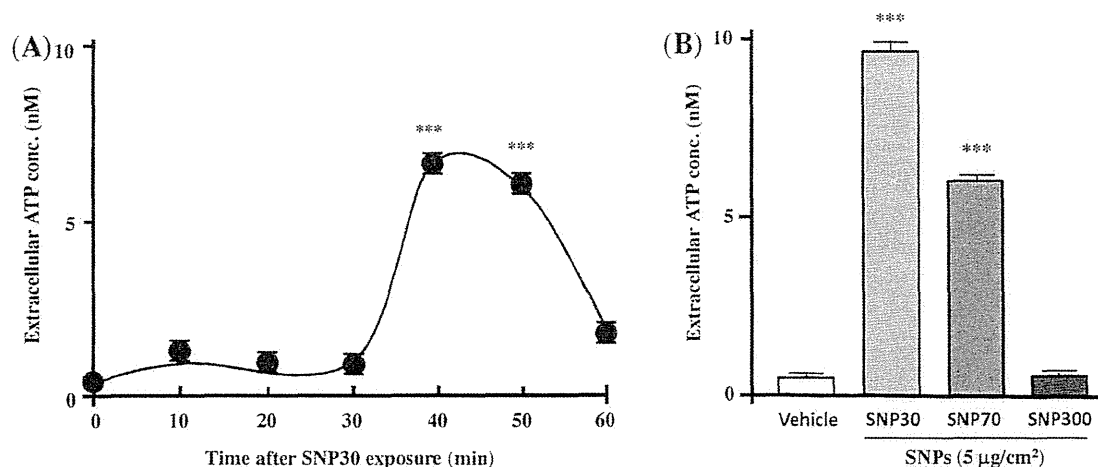 (A)
10
5
0
Extracellular ATP conc. (nM)
***
***
0 10 20 30 40 50 60
Time after SNP30 exposure (min)
(B)
10
5
0
Extracellular ATP conc. (nM)
***
***
Vehicle SNP30 SNP70 SNP300
SNPs (5 μg/cm²)